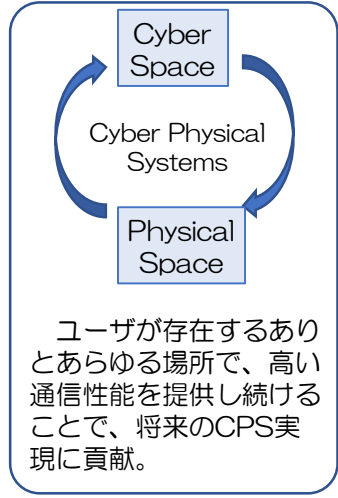 Cyber
Space
Cyber Physical
Systems
Physical
Space
　ユーザが存在するあり
とあらゆる場所で、高い
通信性能を提供し続ける
ことで、将来のCPS実
現に貢献。